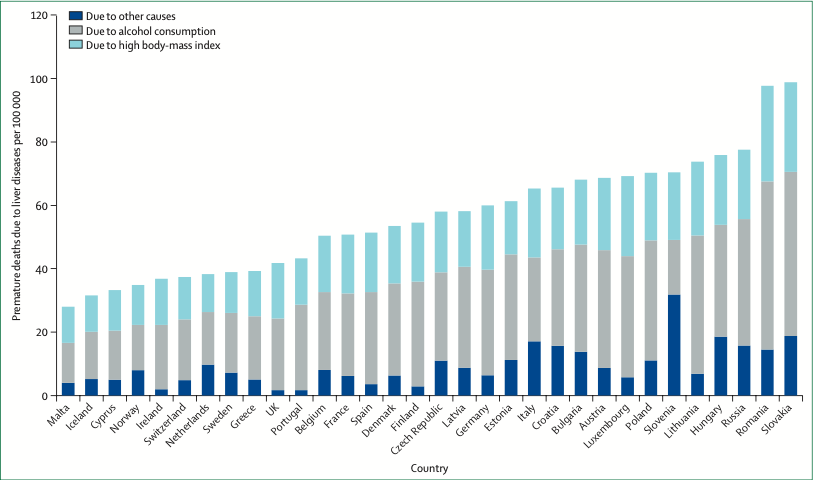 120
100
80
60
40
20
0
Premature deaths due to liver diseases per 100 000
Due to other causes
Due to alcohol consumption
Due to high body-mass index
Malta
Iceland
Cyprus
Norway
Ireland
Switzerland
Netherlands
Sweden
Greece
UK
Portugal
Belgium
France
Spain
Denmark
Finland
Czech Republic
Latvia
Germany
Estonia
Italy
Croatia
Bulgaria
Austria
Luxembourg
Poland
Slovenia
Lithuania
Hungary
Russia
Romania
Slovakia
Country